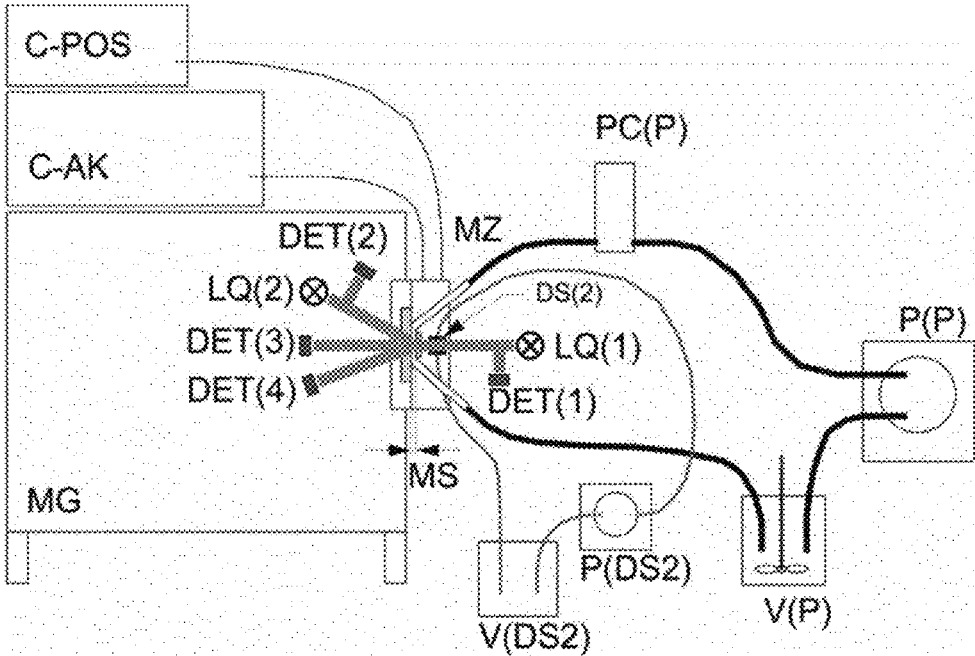 C-POS
C-AK
PC(P)
DET(2)
MZ
LQ(2)
DS(2)
P(P)
DET(3)
LQ(1)
DET(4)
DET(1)
MS
MG
P(DS2)
V(P)
V(DS2)